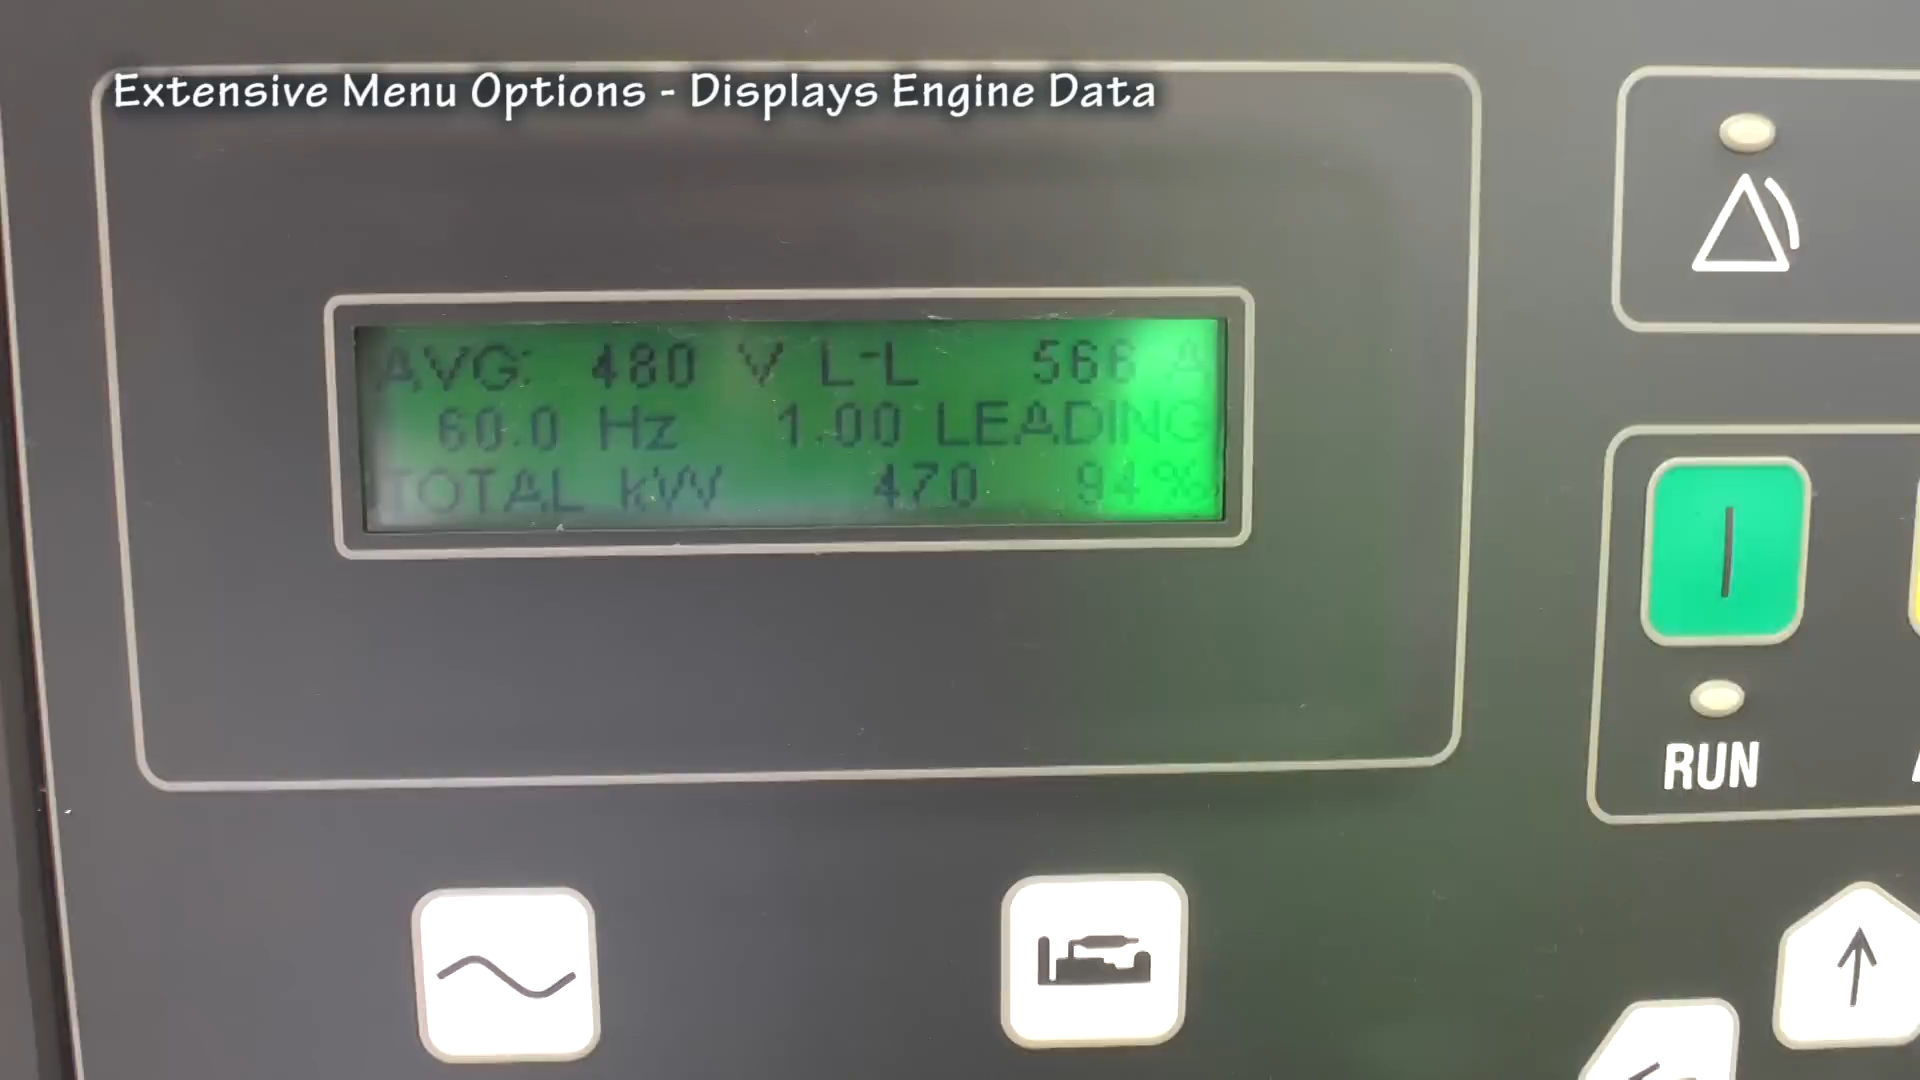 Extensive Menu Options - Displays Engine Data
AVG: 480 V L-L 566 A
60.0 Hz 1.00 LEADING
TOTAL kW 470 94%
RUN